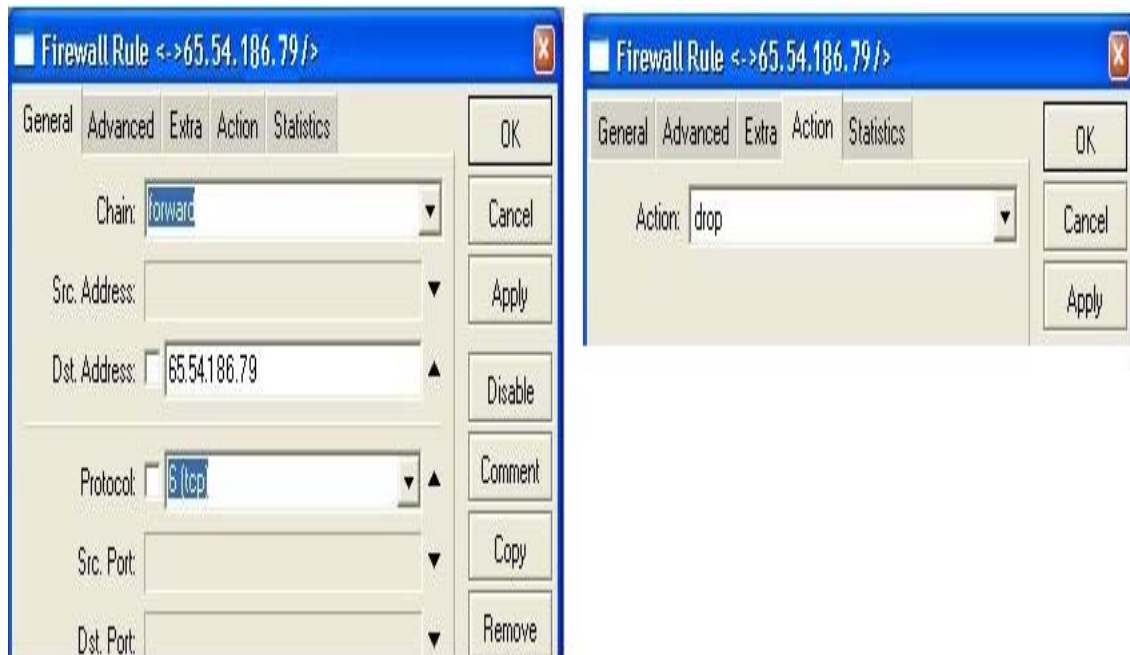 Firewall Rule <->65.54.186.79/>
General Advanced Extra Action Statistics
OK
Chain: forward
Cancel
Src. Address:
Apply
Dst. Address: 65.54.186.79
Disable
Protocol: 6 (tcp)
Comment
Src. Port:
Copy
Dst. Port:
Remove
Firewall Rule <->65.54.186.79/>
General Advanced Extra Action Statistics
OK
Action: drop
Cancel
Apply